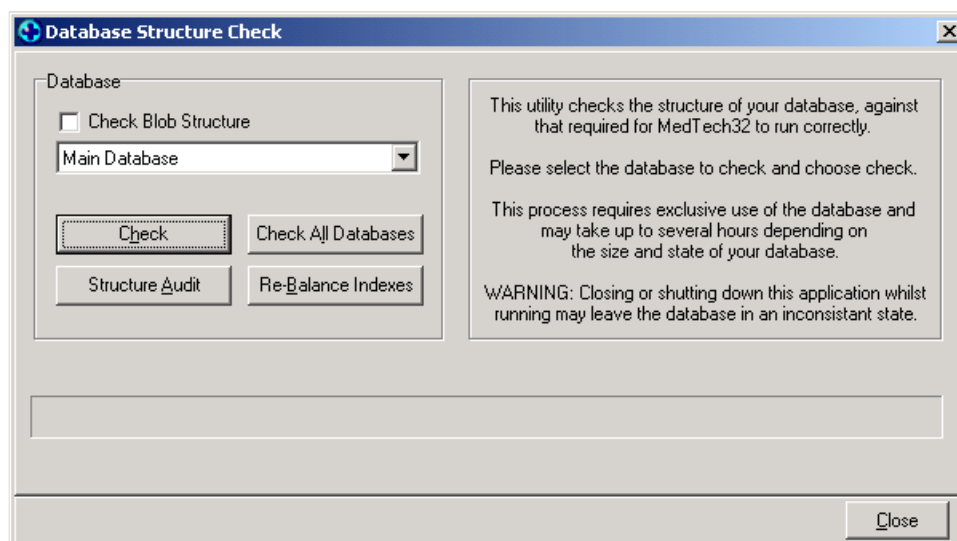 Database Structure Check
Database
Check Blob Structure
Main Database
Check
Check All Databases
Structure Audit
Re-Balance Indexes
This utility checks the structure of your database, against
that required for MedTech32 to run correctly.
Please select the database to check and choose check.
This process requires exclusive use of the database and
may take up to several hours depending on
the size and state of your database.
WARNING: Closing or shutting down this application whilst
running may leave the database in an inconsistant state.
Close